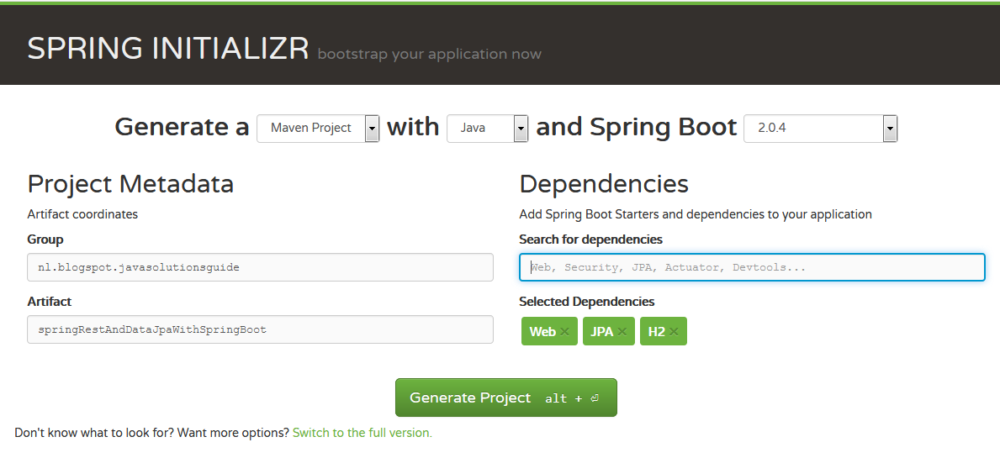 SPRING INITIALIZR bootstrap your application now
Generate a Maven Project with Java and Spring Boot 2.0.4
Project Metadata
Artifact coordinates
Group
nl.blogspot.javasolutionsguide
Artifact
springRestAndDataJpaWithSpringBoot
Dependencies
Add Spring Boot Starters and dependencies to your application
Search for dependencies
Web, Security, JPA, Actuator, Devtools...
Selected Dependencies
Web × JPA × H2 ×
Generate Project alt + ⏎
Don't know what to look for? Want more options? Switch to the full version.